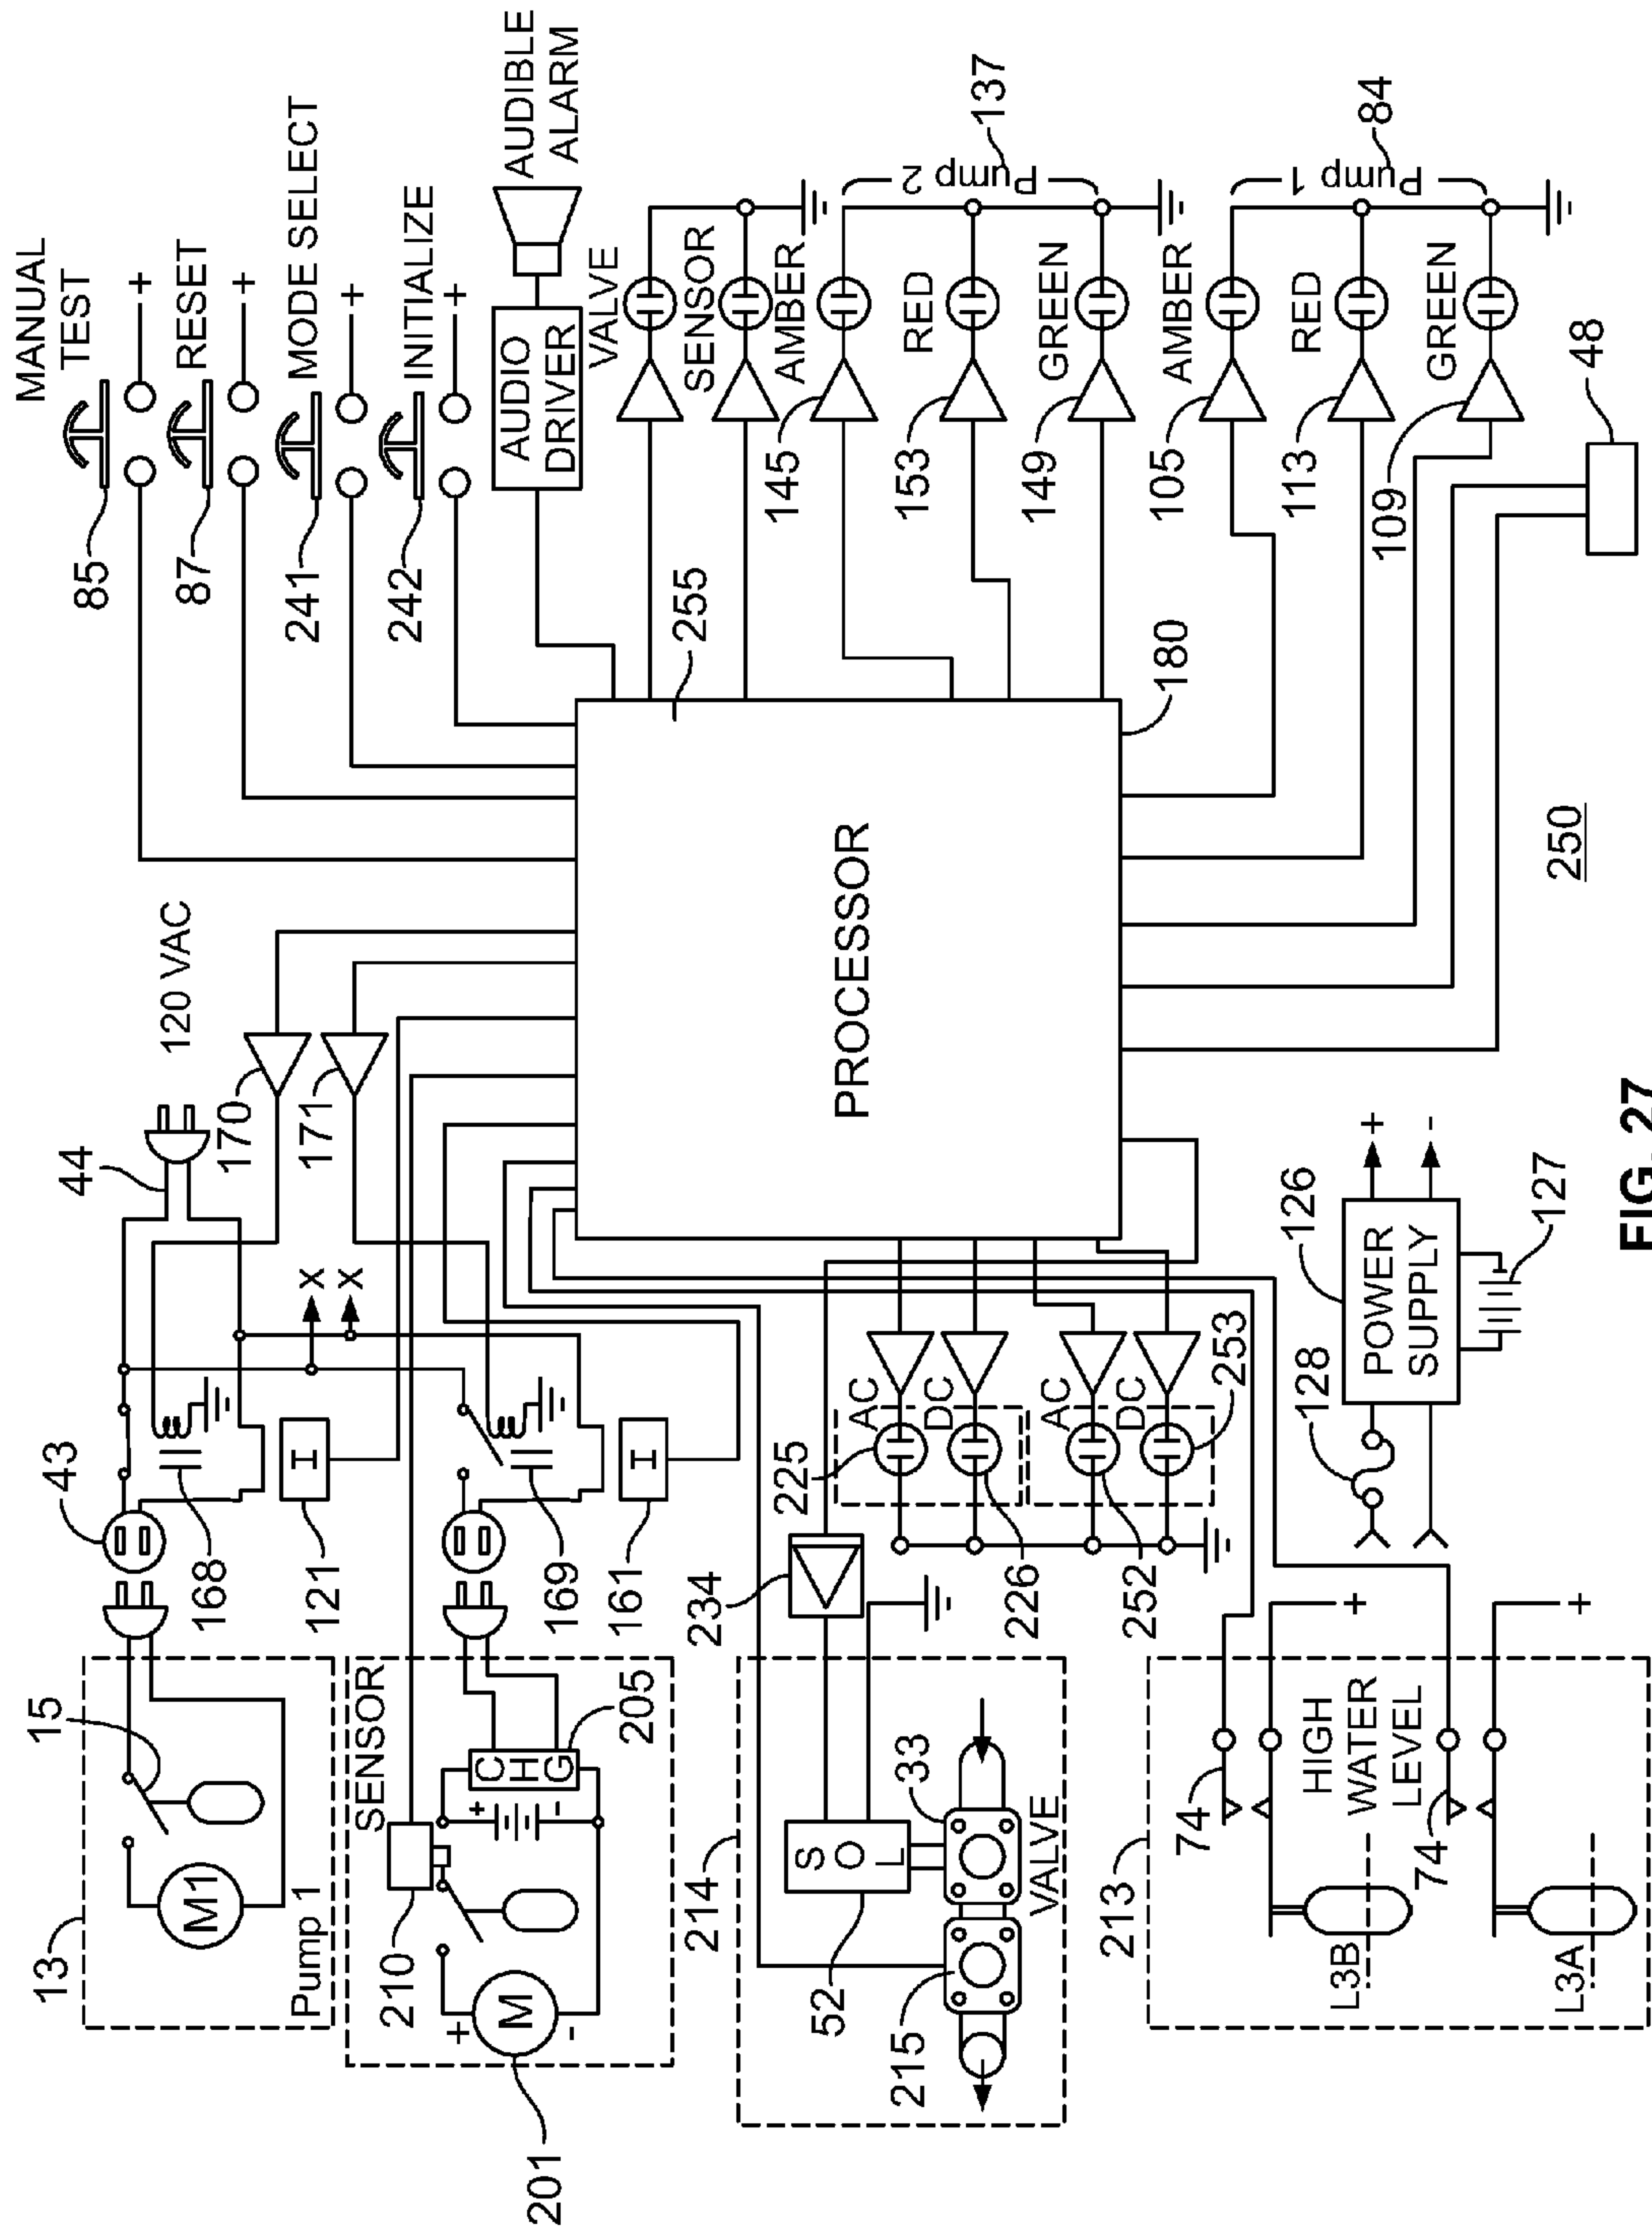 MANUAL
TEST
+
85
RESET
+
87
MODE SELECT
+
241
INITIALIZE
+
242
AUDIBLE
ALARM
AUDIO
DRIVER
VALVE
SENSOR
AMBER
145
RED
153
GREEN
149
Pump 2
137
AMBER
105
RED
113
GREEN
109
Pump 1
84
48
255
180
PROCESSOR
120 VAC
44
170
171
X
X
43
168
121
I
169
161
I
15
13
M1
Pump 1
SENSOR
210
CHG
205
+
-
+
M
-
201
234
214
SOL
52
33
215
VALVE
225
AC
DC
226
AC
DC
252
253
213
74
+
HIGH
WATER
LEVEL
74
+
L3B
L3A
128
126
POWER
SUPPLY
+
-
127
250
FIG. 27